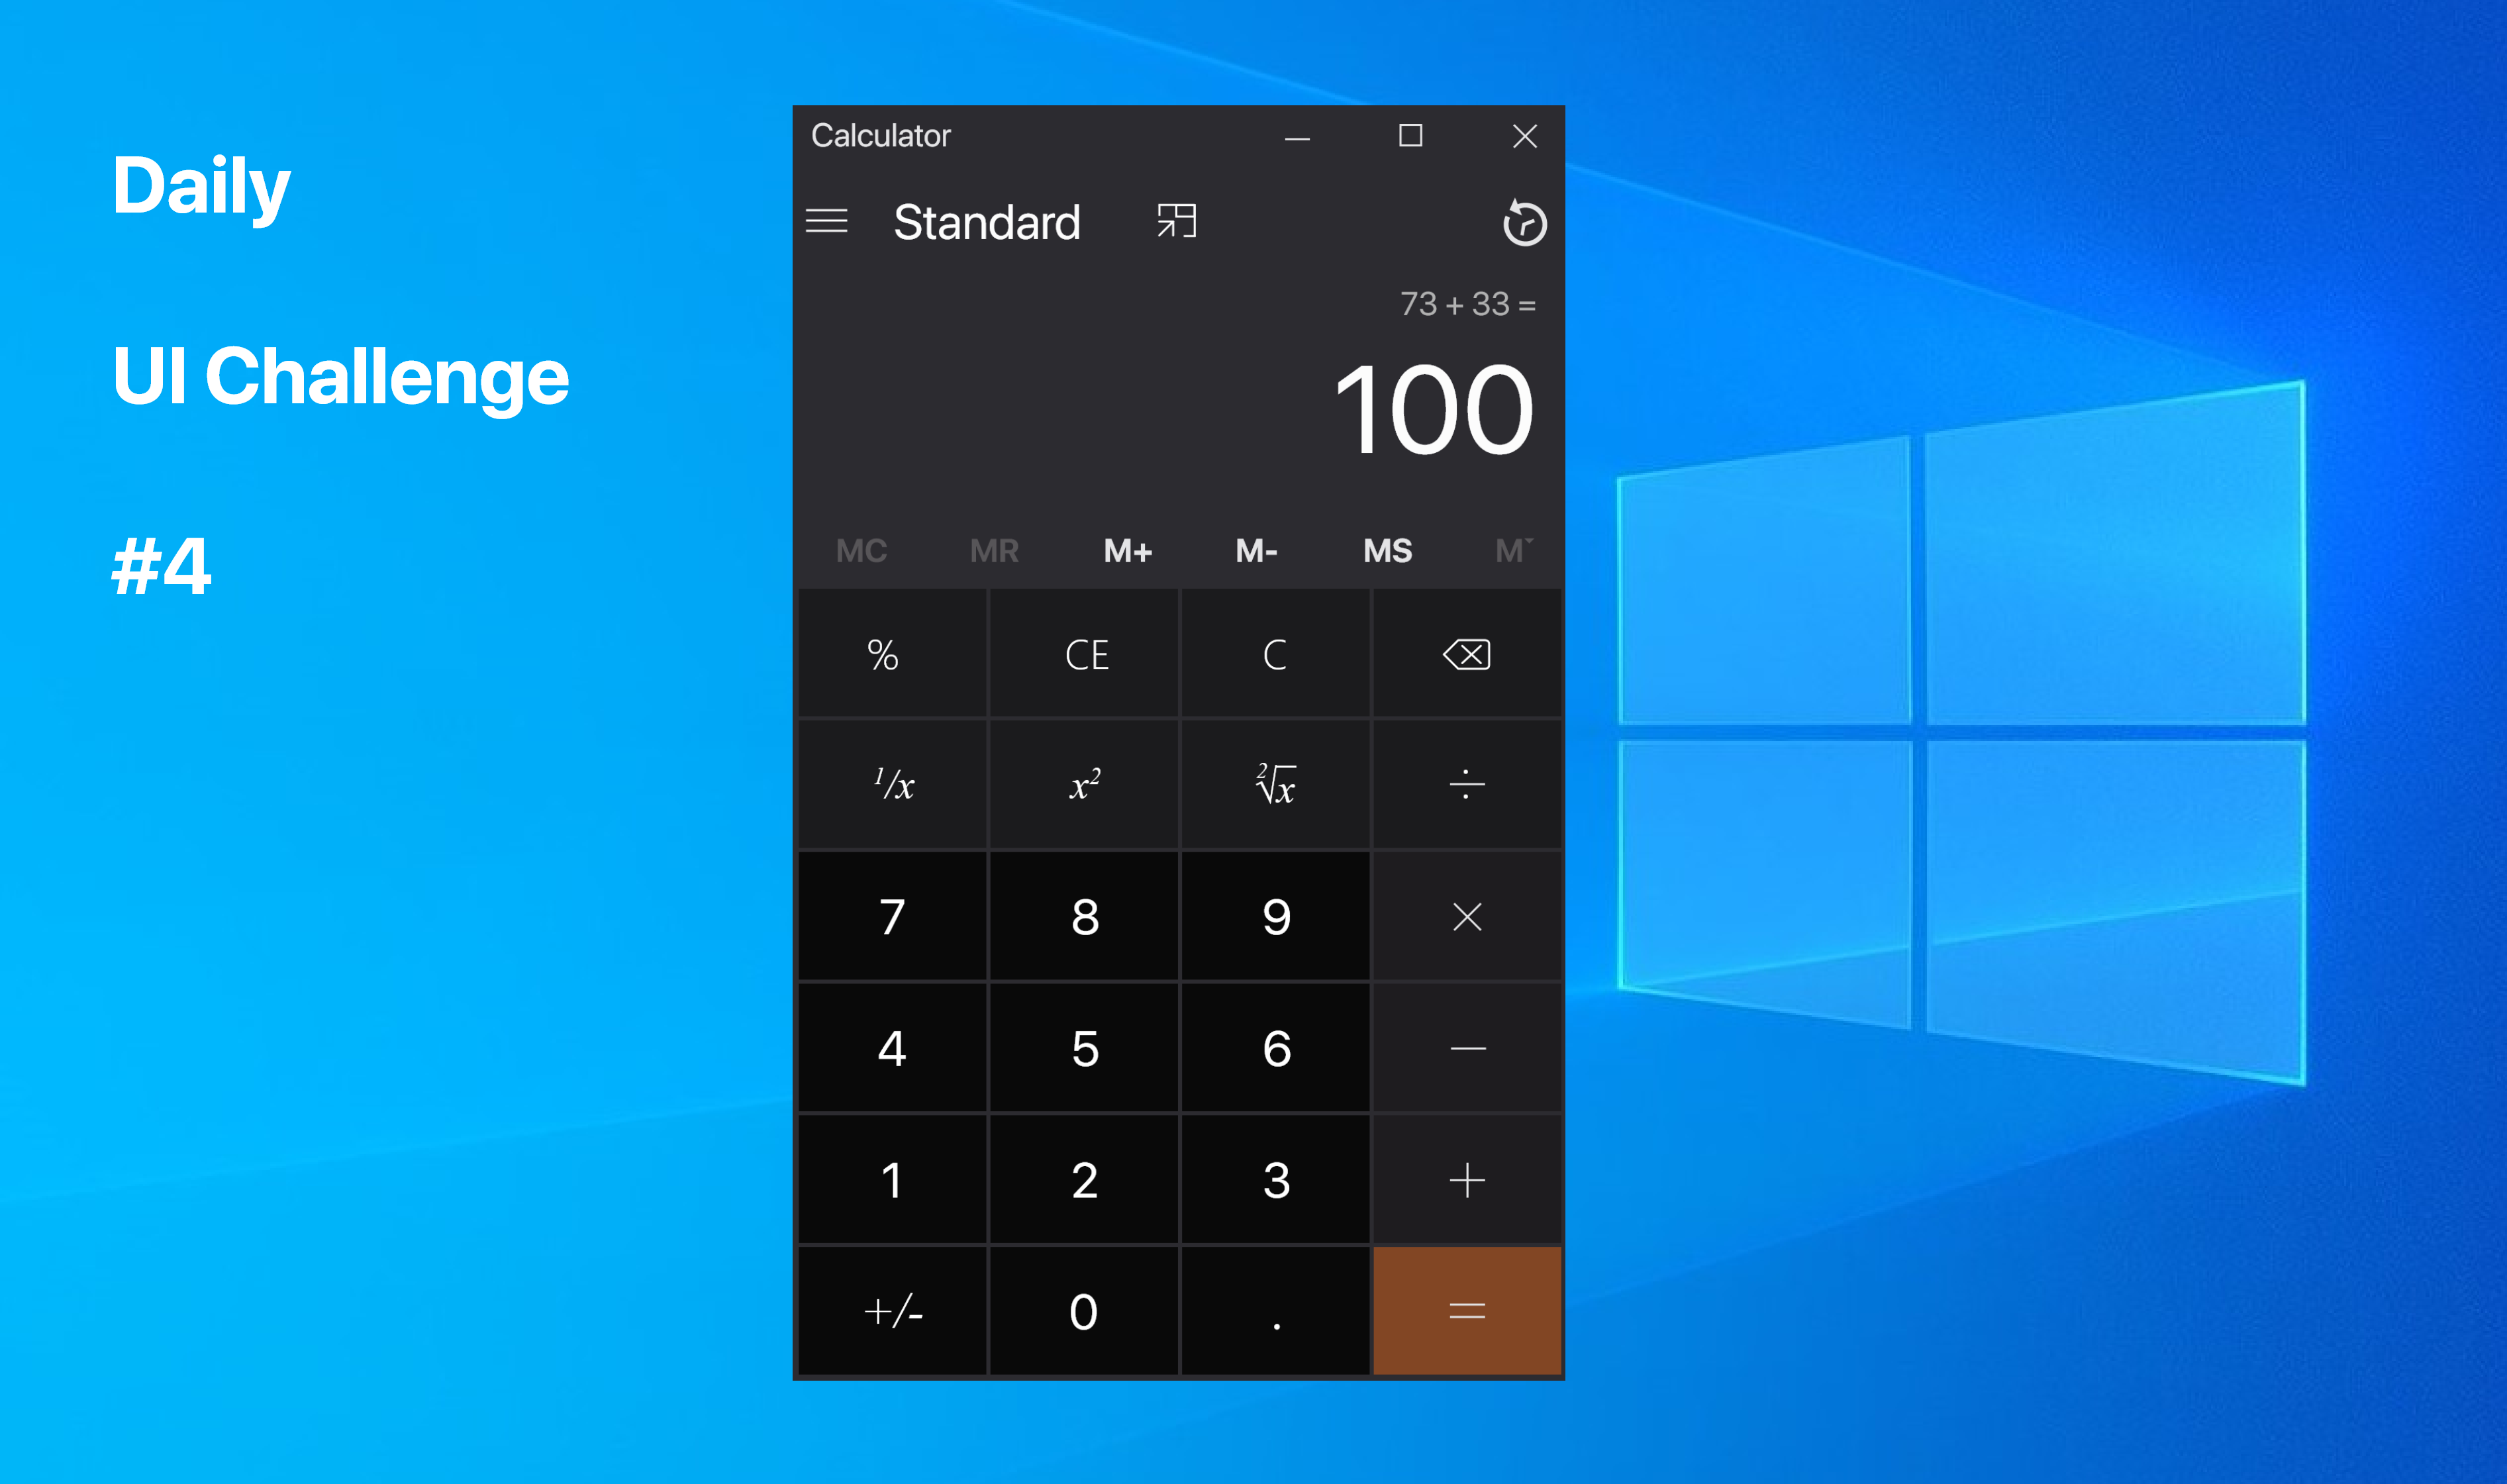 Daily
UI Challenge
#4
Calculator
Standard
73 + 33 =
100
MC MR M+ M- MS M˅
% CE C
¹/x x² ²√x ÷
7 8 9 ×
4 5 6 −
1 2 3 +
+/- 0 . =